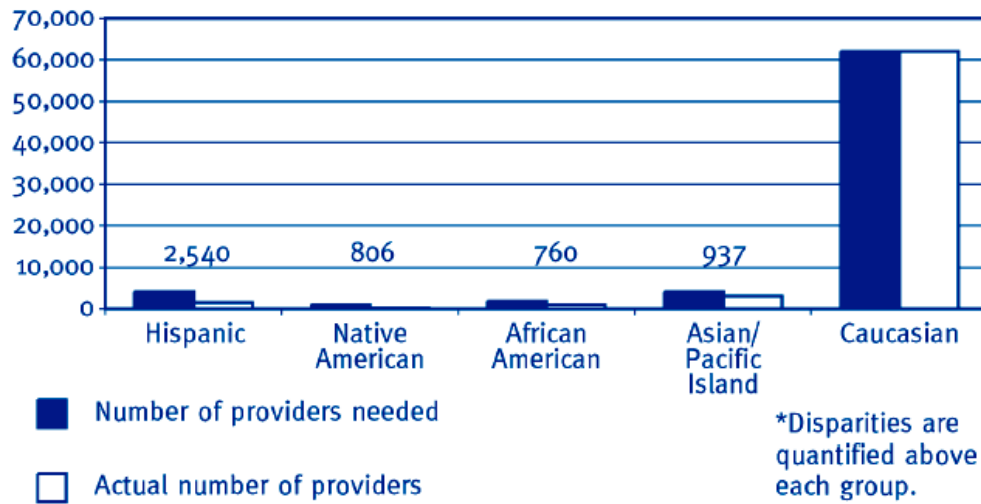 70,000
60,000
50,000
40,000
30,000
20,000
10,000
0
2,540 806 760 937
Hispanic Native American African American Asian/ Pacific Island Caucasian
Number of providers needed
Actual number of providers
*Disparities are
quantified above
each group.